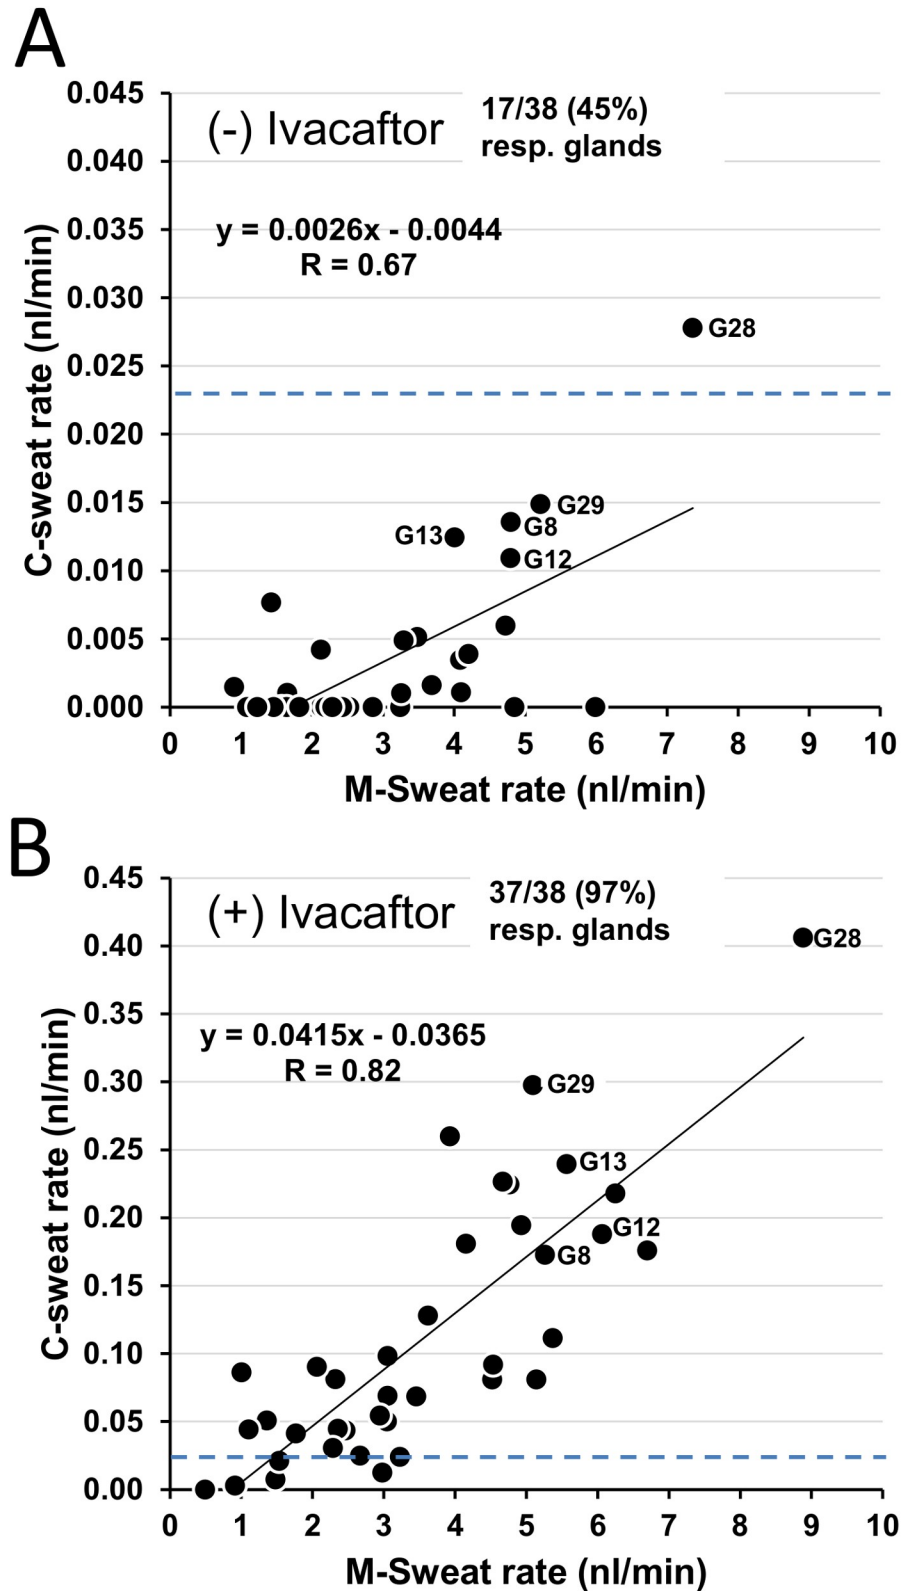 A
0.045
0.040
0.035
0.030
0.025
0.020
0.015
0.010
0.005
0.000
C-sweat rate (nl/min)
(-) Ivacaftor
17/38 (45%)
resp. glands
y = 0.0026x - 0.0044
R = 0.67
G28
G29
G8
G13
G12
0 1 2 3 4 5 6 7 8 9 10
M-Sweat rate (nl/min)
B
0.45
0.40
0.35
0.30
0.25
0.20
0.15
0.10
0.05
0.00
C-sweat rate (nl/min)
(+) Ivacaftor
37/38 (97%)
resp. glands
y = 0.0415x - 0.0365
R = 0.82
G28
G29
G13
G12
G8
0 1 2 3 4 5 6 7 8 9 10
M-Sweat rate (nl/min)